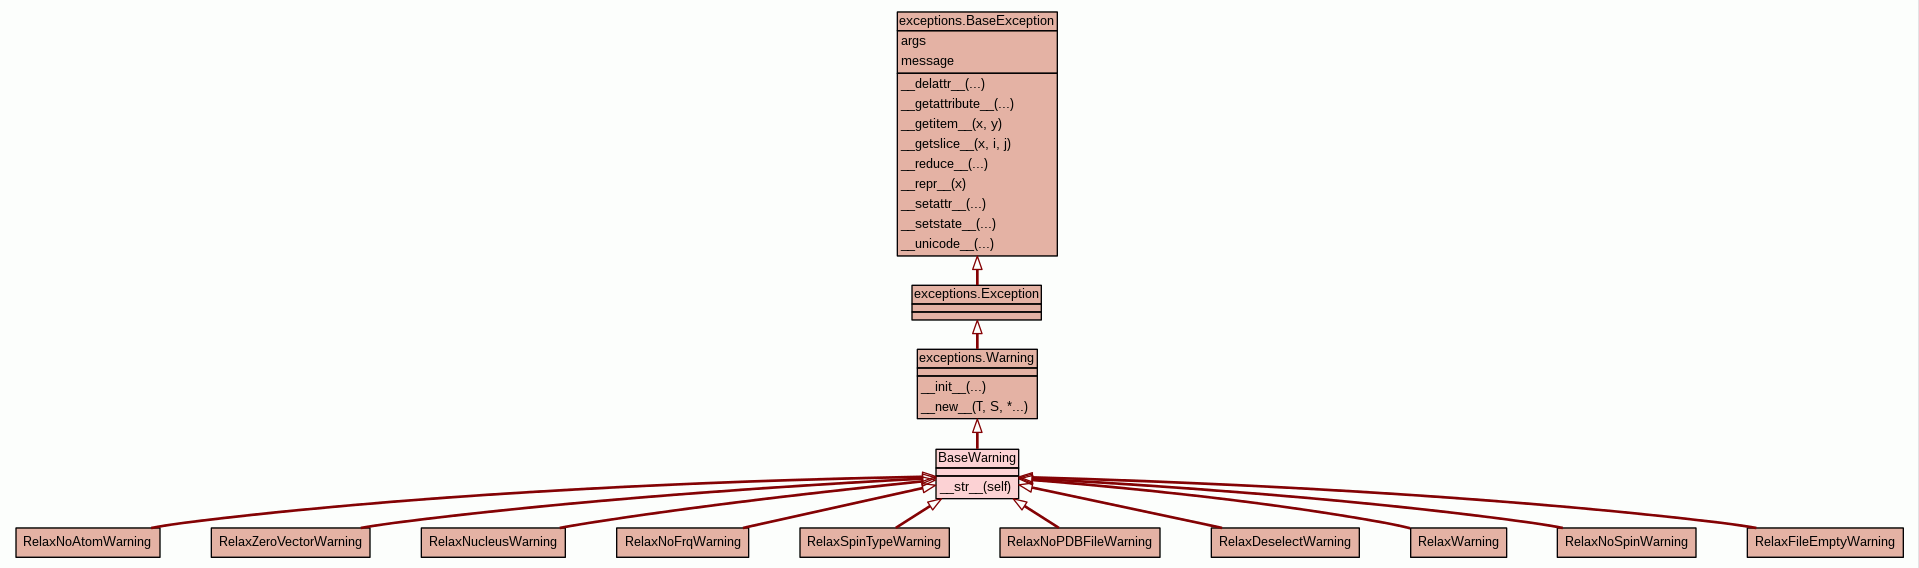 exceptions.BaseException
args
message
__delattr__(...)
__getattribute__(...)
__getitem__(x, y)
__getslice__(x, i, j)
__reduce__(...)
__repr__(x)
__setattr__(...)
__setstate__(...)
__unicode__(...)
exceptions.Exception
exceptions.Warning
__init__(...)
__new__(T, S, *...)
BaseWarning
__str__(self)
RelaxNoAtomWarning
RelaxZeroVectorWarning
RelaxNucleusWarning
RelaxNoFrqWarning
RelaxSpinTypeWarning
RelaxNoPDBFileWarning
RelaxDeselectWarning
RelaxWarning
RelaxNoSpinWarning
RelaxFileEmptyWarning